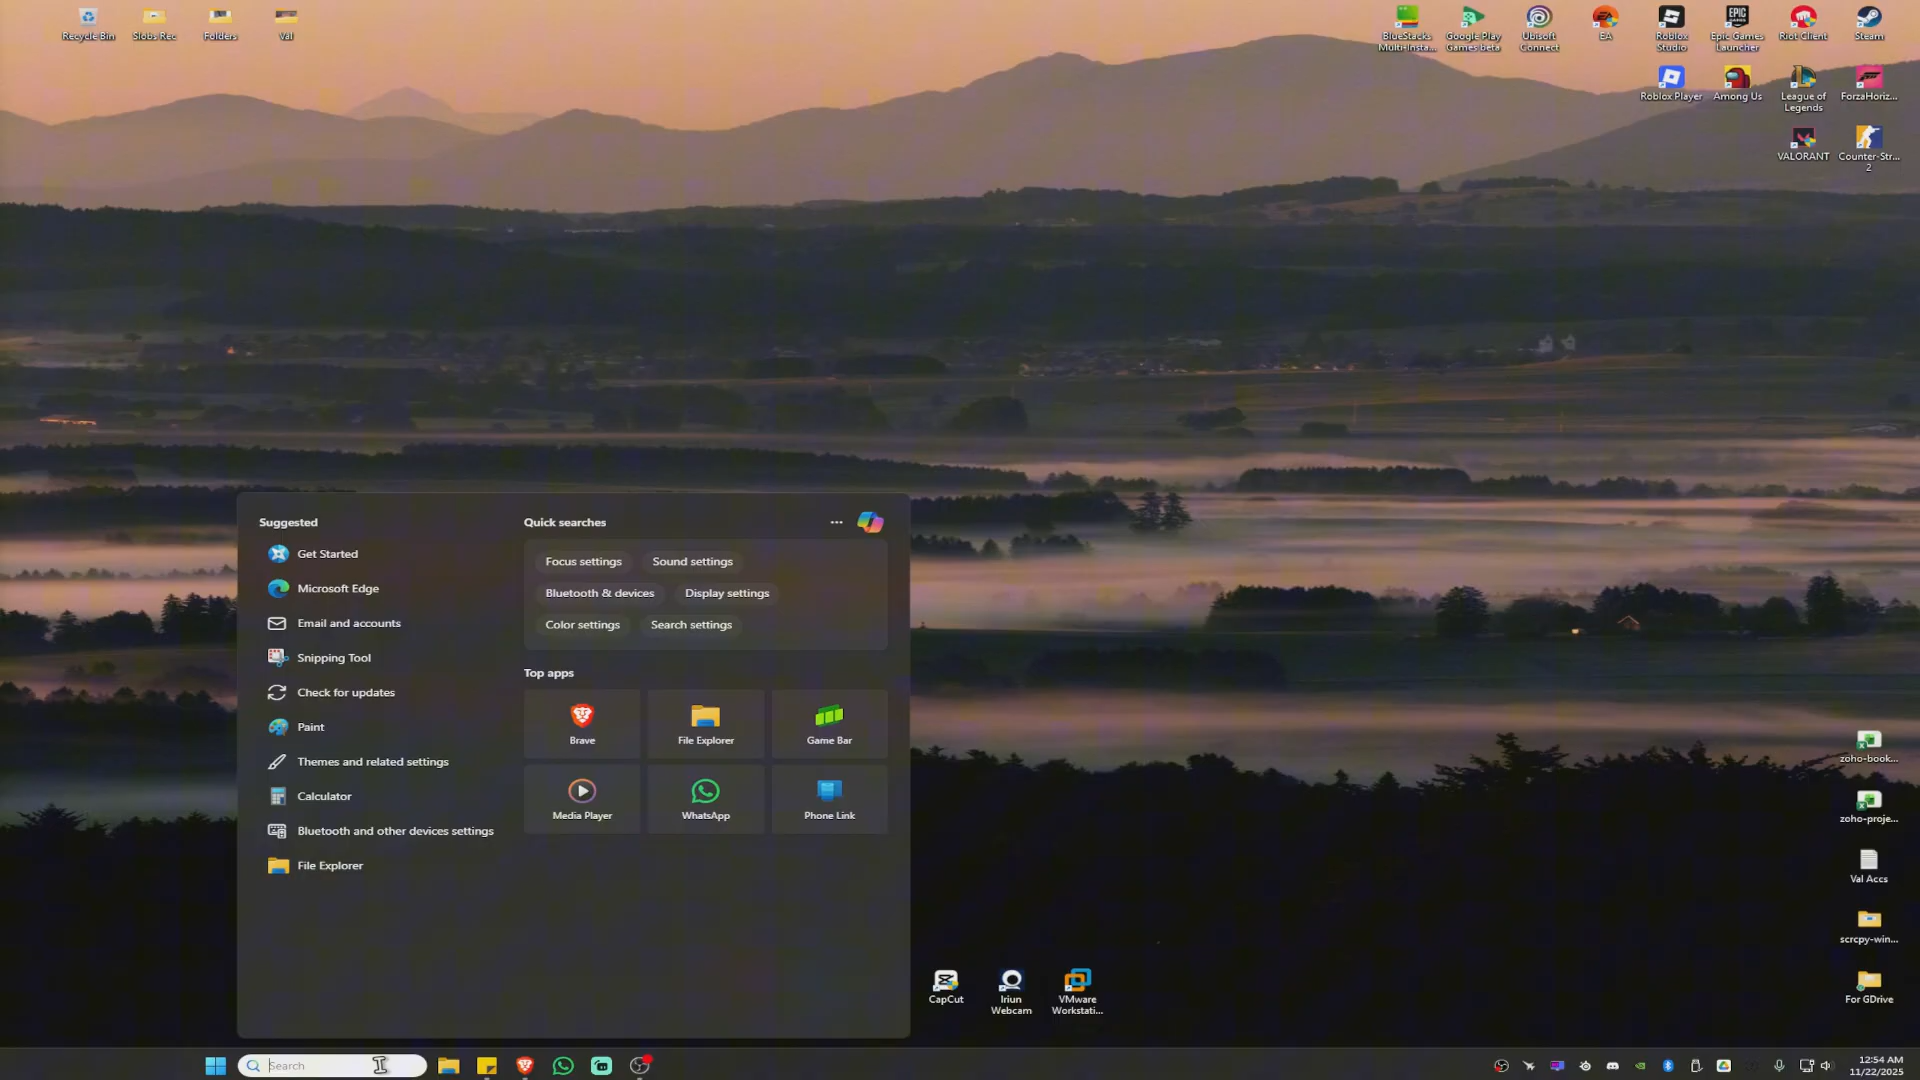 Recycle Bin
Slobs Rec
Folders
Val
BlueStacks
Multi-Insta...
Google Play
Games beta
Ubisoft
Connect
EA
Roblox
Studio
Epic Games
Launcher
Riot Client
Steam
Roblox Player
Among Us
League of
Legends
ForzaHoriz...
VALORANT
Counter-Str...
2
Suggested
Get Started
Microsoft Edge
Email and accounts
Snipping Tool
Check for updates
Paint
Themes and related settings
Calculator
Bluetooth and other devices settings
File Explorer
Quick searches
Focus settings
Sound settings
Bluetooth & devices
Display settings
Color settings
Search settings
Top apps
Brave
File Explorer
Game Bar
Media Player
WhatsApp
Phone Link
zoho-book...
zoho-proje...
Val Accs
scrcpy-win...
For GDrive
CapCut
Iriun
Webcam
VMware
Workstati...
Search
12:54 AM
11/22/2025